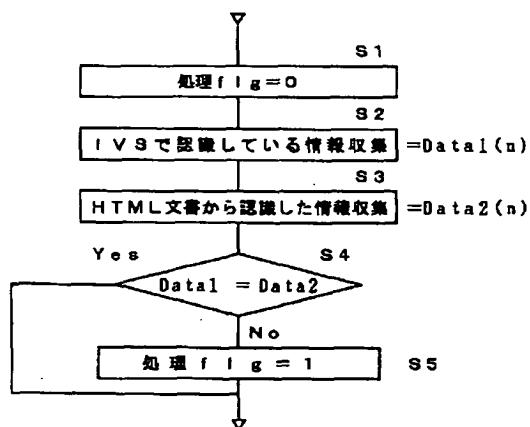 S1
処理flg=0
S2
IVSで認識している情報収集 =Data1(n)
S3
HTML文書から認識した情報収集 =Data2(n)
Yes S4
Data1 =Data2
No
処理flg=1 S5